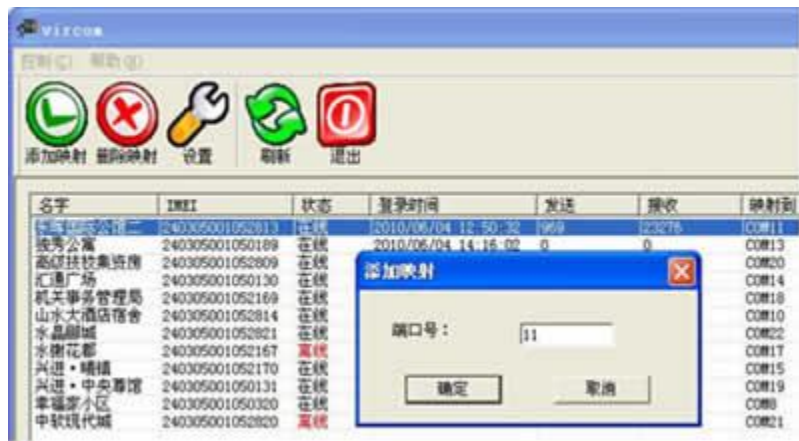 vircom
控制(C) 帮助(H)
添加映射 删除映射 设置 刷新 退出
名字 IMEI 状态 登录时间 发送 接收 映射到
240305001052813 在线 2010/06/04 12:50:32 969 23276 COM11
公寓 240305001050189 在线 2010/06/04 14:16:02 0 0 COM13
集资房 240305001052809 在线 COM20
汇通广场 240305001050130 在线 COM14
机关事务管理局 240305001052169 在线 COM18
山水大酒店宿舍 240305001052814 在线 COM10
水晶郦城 240305001052821 在线 COM22
水榭花都 240305001052167 离线 COM17
兴进·曦镇 240305001052170 在线 COM15
兴进·中央尊馆 240305001050131 在线 COM19
幸福家小区 240305001050320 在线 COM8
中软现代城 240305001052820 离线 COM21
添加映射
端口号: 11
确定 取消